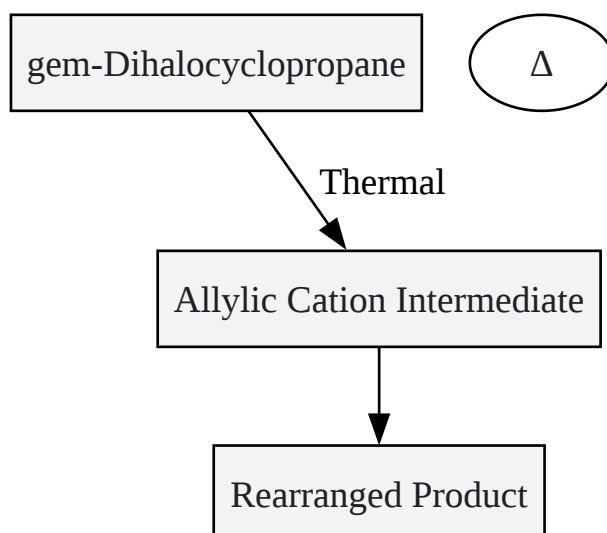 gem-Dihalocyclopropane
Δ
Thermal
Allylic Cation Intermediate
Rearranged Product